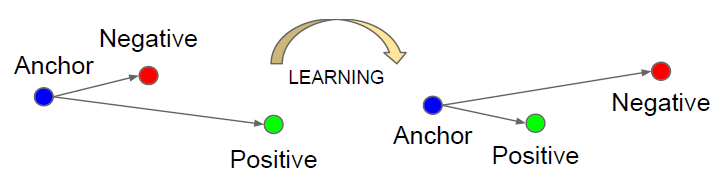 Negative
Anchor
Positive
LEARNING
Negative
Anchor
Positive